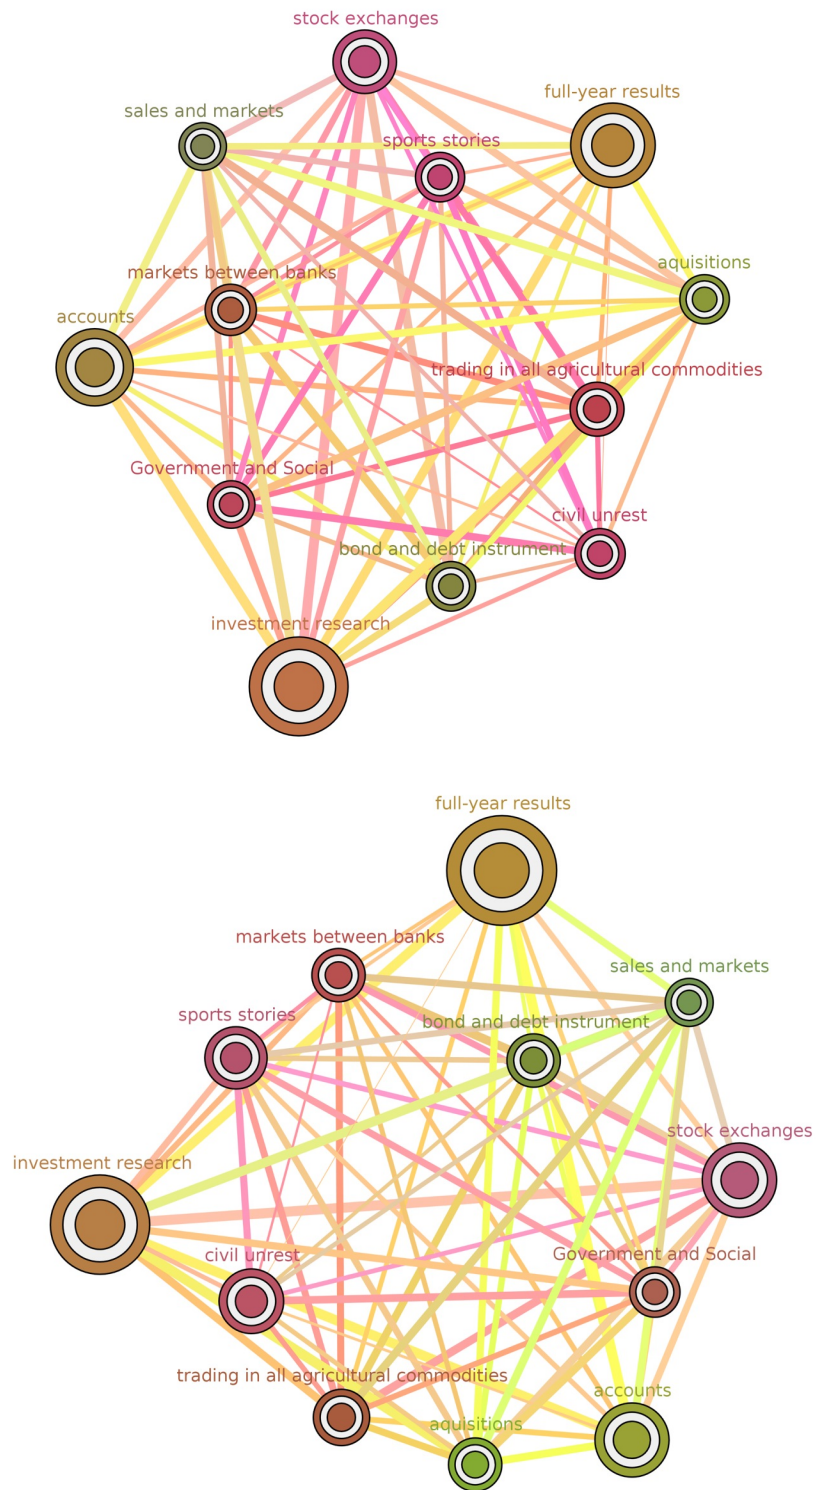 stock exchanges
full-year results
sales and markets
sports stories
aquisitions
markets between banks
accounts
trading in all agricultural commodities
Government and Social
civil unrest
bond and debt instrument
investment research
full-year results
markets between banks
sales and markets
sports stories
bond and debt instrument
stock exchanges
investment research
civil unrest
Government and Social
trading in all agricultural commodities
accounts
aquisitions